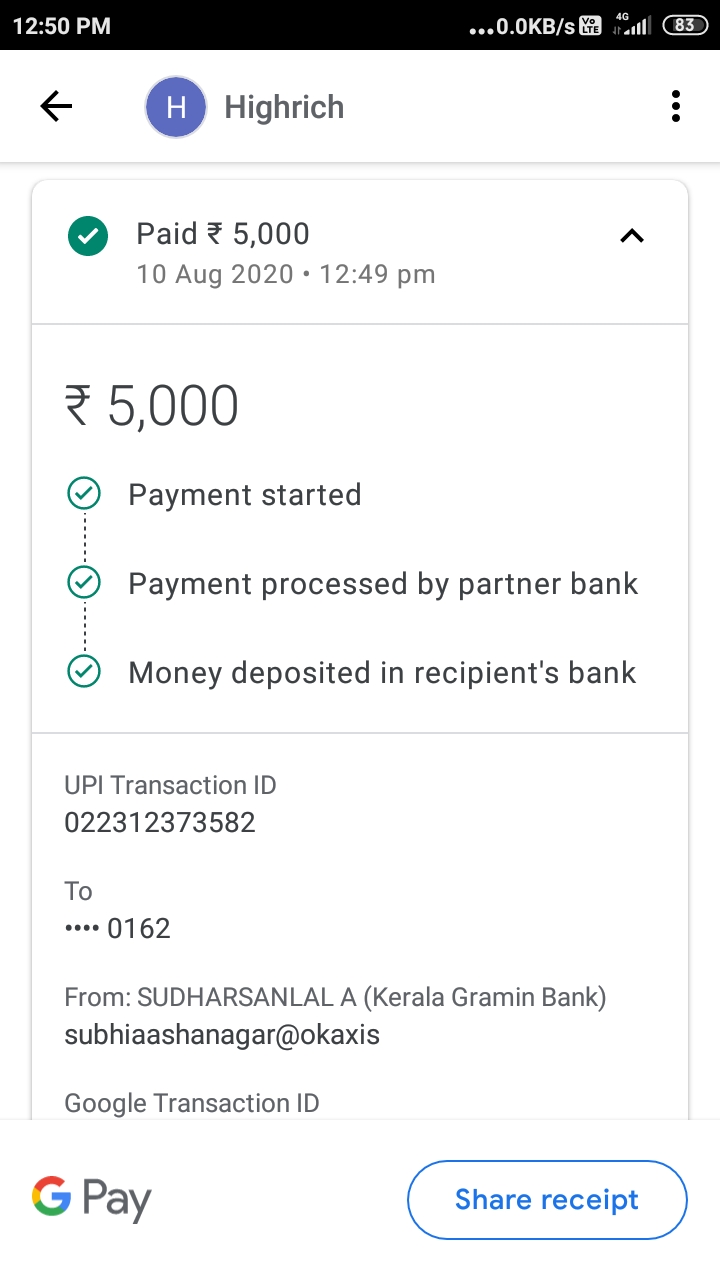 12:50 PM
...0.0KB/s Vo LTE 4G 83
H Highrich
Paid ₹ 5,000
10 Aug 2020 • 12:49 pm
₹ 5,000
Payment started
Payment processed by partner bank
Money deposited in recipient's bank
UPI Transaction ID
022312373582
To
•••• 0162
From: SUDHARSANLAL A (Kerala Gramin Bank)
subhiaashanagar@okaxis
Google Transaction ID
G Pay
Share receipt